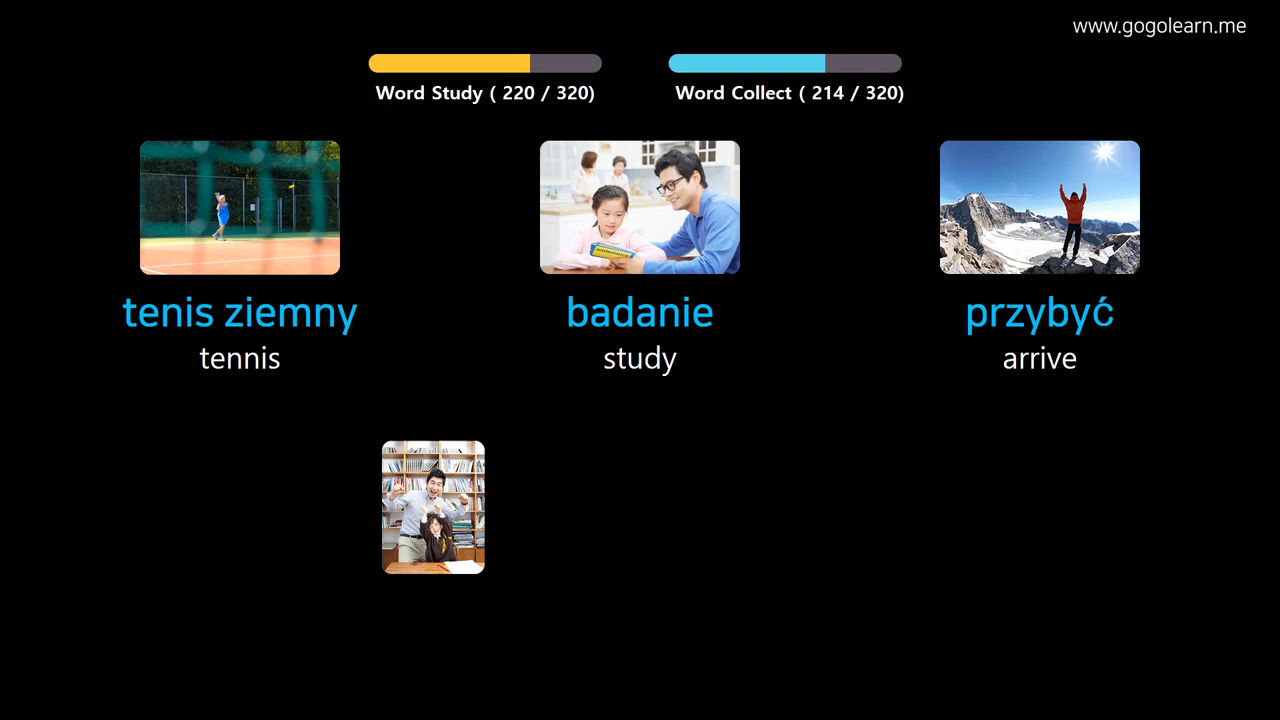 www.gogolearn.me
Word Study ( 220 / 320)
Word Collect ( 214 / 320)
tenis ziemny
tennis
badanie
study
przybyć
arrive